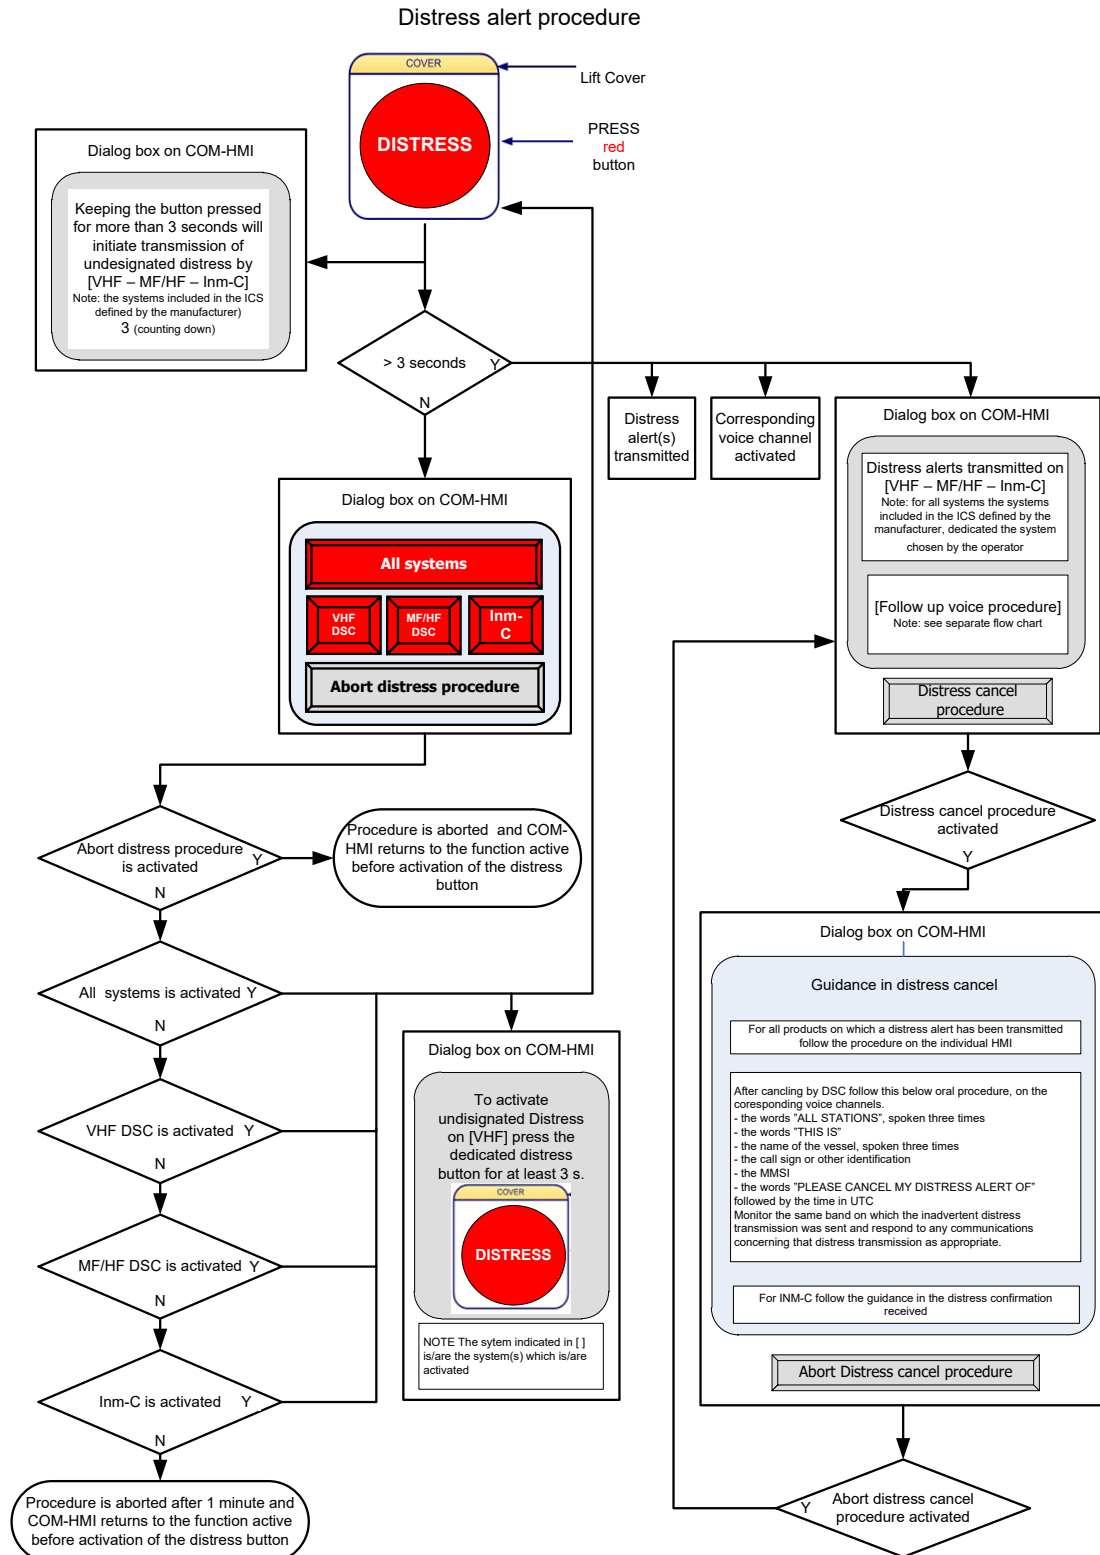 Distress alert procedure
COVER
Lift Cover
DISTRESS
PRESS
red
button
Dialog box on COM-HMI
Keeping the button pressed
for more than 3 seconds will
initiate transmission of
undesignated distress by
[VHF – MF/HF – Inm-C]
Note: the systems included in the ICS
defined by the manufacturer)
3 (counting down)
> 3 seconds
Y
N
Distress
alert(s)
transmitted
Corresponding
voice channel
activated
Dialog box on COM-HMI
Distress alerts transmitted on
[VHF – MF/HF – Inm-C]
Note: for all systems the systems
included in the ICS defined by the
manufacturer, dedicated the system
chosen by the operator
[Follow up voice procedure]
Note: see separate flow chart
Distress cancel
procedure
Dialog box on COM-HMI
All systems
VHF
DSC
MF/HF
DSC
Inm-
C
Abort distress procedure
Distress cancel procedure
activated
Y
Abort distress procedure
is activated
Y
N
Procedure is aborted and COM-
HMI returns to the function active
before activation of the distress
button
All systems is activated
Y
N
VHF DSC is activated
Y
N
MF/HF DSC is activated
Y
N
Inm-C is activated
Y
N
Procedure is aborted after 1 minute and
COM-HMI returns to the function active
before activation of the distress button
Dialog box on COM-HMI
To activate
undisignated Distress
on [VHF] press the
dedicated distress
button for at least 3 s.
COVER
DISTRESS
NOTE The sytem indicated in [ ]
is/are the system(s) which is/are
activated
Dialog box on COM-HMI
Guidance in distress cancel
For all products on which a distress alert has been transmitted
follow the procedure on the individual HMI
After cancling by DSC follow this below oral procedure, on the
coresponding voice channels.
- the words "ALL STATIONS", spoken three times
- the words "THIS IS"
- the name of the vessel, spoken three times
- the call sign or other identification
- the MMSI
- the words "PLEASE CANCEL MY DISTRESS ALERT OF"
followed by the time in UTC
Monitor the same band on which the inadvertent distress
transmission was sent and respond to any communications
concerning that distress transmission as appropriate.
For INM-C follow the guidance in the distress confirmation
received
Abort Distress cancel procedure
Abort distress cancel
procedure activated
Y